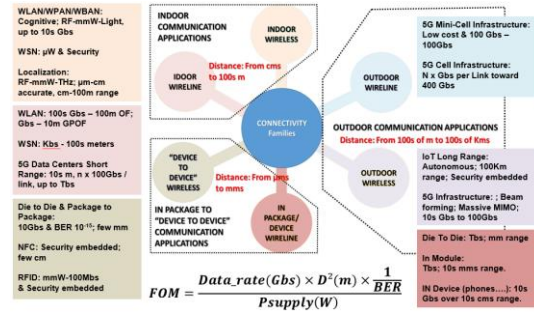 WLAN/WPAN/WBAN:
Cognitive; RF-mmW-Light,
up to 10s Gbs
WSN: µW & Security
Localization:
RF-mmW-THz; µm-cm
accurate, cm-100m range
WLAN: 100s Gbs – 100m OF;
Gbs – 10m GPOF
WSN: Kbs - 100s meters
5G Data Centers Short
Range: 10s m, n x 100Gbs /
link, up to Tbs
Die to Die & Package to
Package:
10Gbs & BER 10⁻¹⁵; few mm
NFC: Security embedded;
few cm
RFID: mmW-100Mbs
& Security embedded
INDOOR
COMMUNICATION
APPLICATIONS
INDOOR
WIRELESS
IDOOR
WIRELINE
Distance: From cms
to 100s m
CONNECTIVITY
Families
OUTDOOR
WIRELINE
OUTDOOR COMMUNICATION APPLICATIONS
Distance: From 100s of m to 100s of Kms
OUTDOOR
WIRELESS
"DEVICE
TO
DEVICE"
WIRELESS
Distance: From µms
to mms
IN PACKAGE TO
"DEVICE TO DEVICE"
COMMUNICATION
APPLICATIONS
IN
PACKAGE/
DEVICE
WIRELINE
5G Mini-Cell Infrastructure:
Low cost & 100 Gbs –
100Gbs
5G Cell Infrastructure:
N x Gbs per Link toward
400 Gbs
IoT Long Range:
Autonomous; 100Km
range; Security embedded
5G Infrastructure: ; Beam
forming; Massive MIMO;
10s Gbs to 100Gbs
Die To Die: Tbs; mm range
In Module:
Tbs; 10s mms range.
IN Device (phones....): 10s
Gbs over 10s cms range.
FOM = Data_rate(Gbs) × D²(m) × 1/BER
Psupply(W)